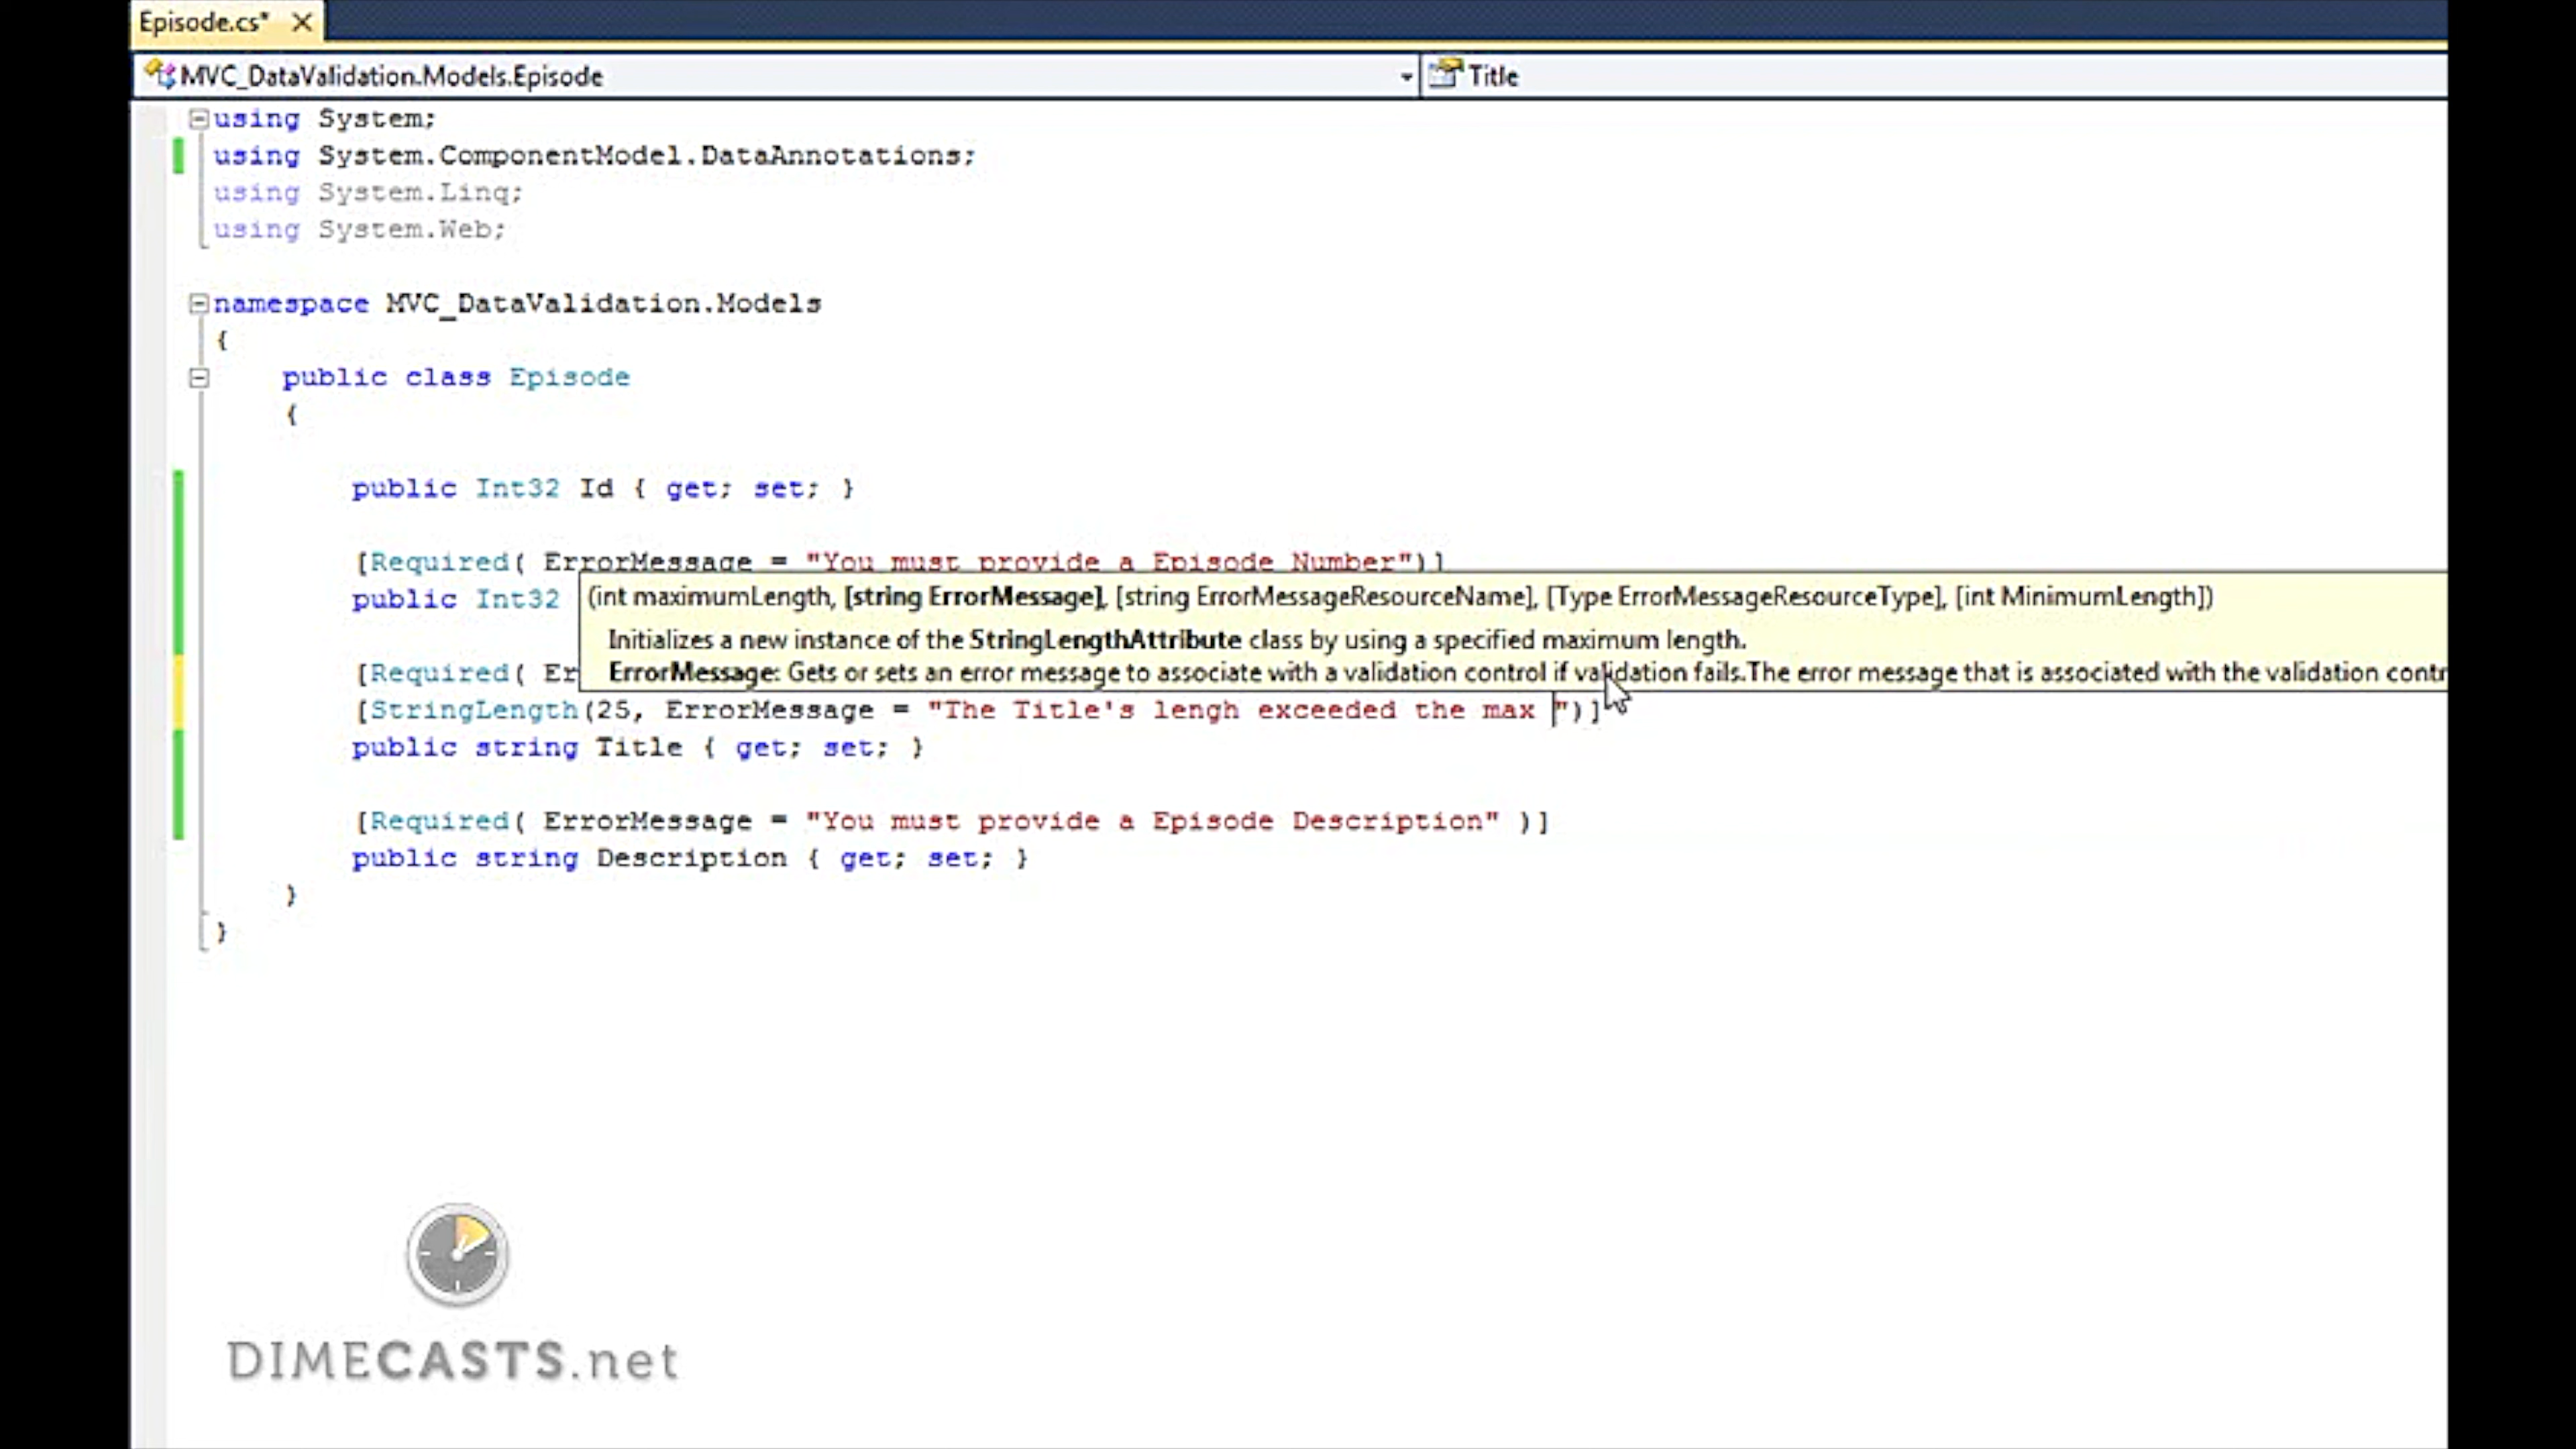 Episode.cs*
MVC_DataValidation.Models.Episode
Title
using System;
using System.ComponentModel.DataAnnotations;
using System.Linq;
using System.Web;
namespace MVC_DataValidation.Models
{
public class Episode
{
public Int32 Id { get; set; }
[Required( ErrorMessage = "You must provide a Episode Number")]
public Int32
(int maximumLength, [string ErrorMessage], [string ErrorMessageResourceName], [Type ErrorMessageResourceType], [int MinimumLength])
Initializes a new instance of the StringLengthAttribute class by using a specified maximum length.
[Required( Er
ErrorMessage: Gets or sets an error message to associate with a validation control if validation fails.The error message that is associated with the validation contr
[StringLength(25, ErrorMessage = "The Title's lengh exceeded the max ")]
public string Title { get; set; }
[Required( ErrorMessage = "You must provide a Episode Description" )]
public string Description { get; set; }
}
}
DIMECASTS.net